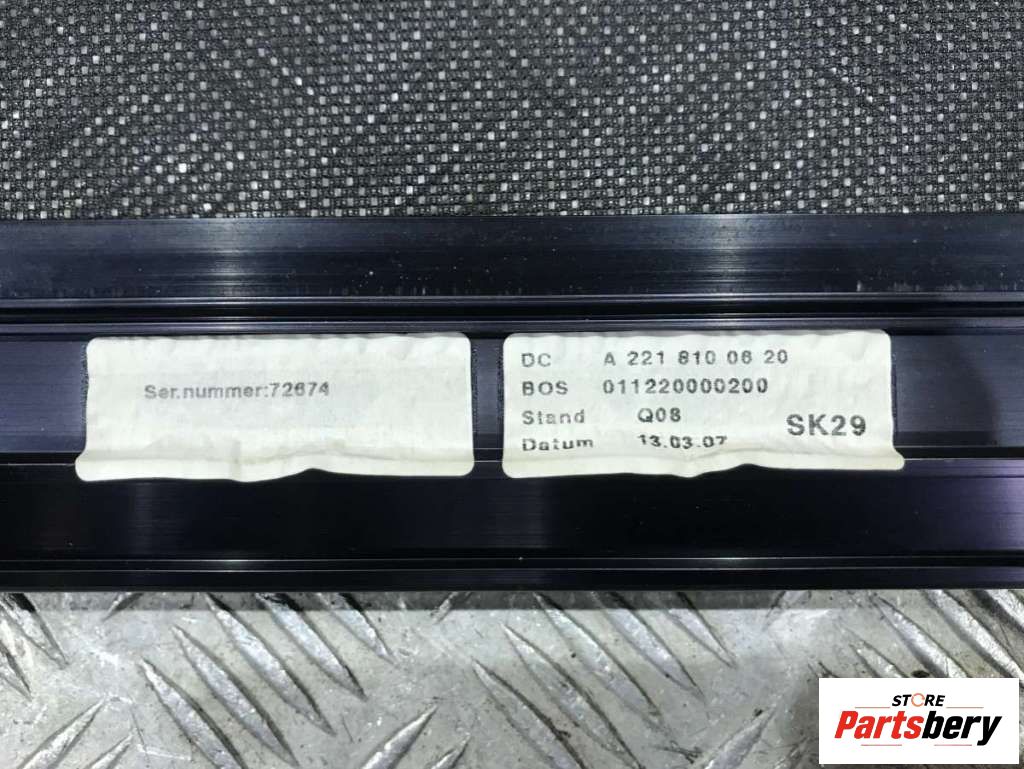 Ser.nummer:72674
DC A 221 810 06 20
BOS 011220000200
Stand Q08
Datum 13.03.07
SK29
STORE
Partsbery